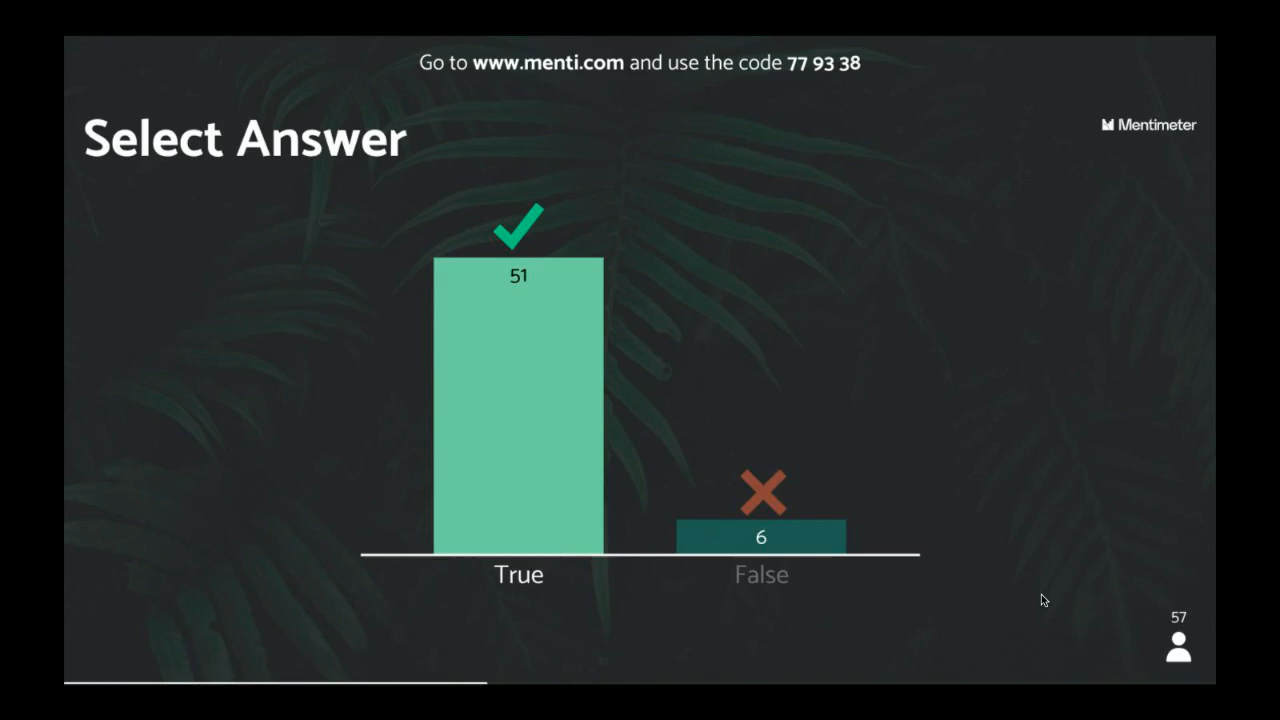 Go to www.menti.com and use the code 77 93 38
Select Answer
Mentimeter
51
6
True
False
57